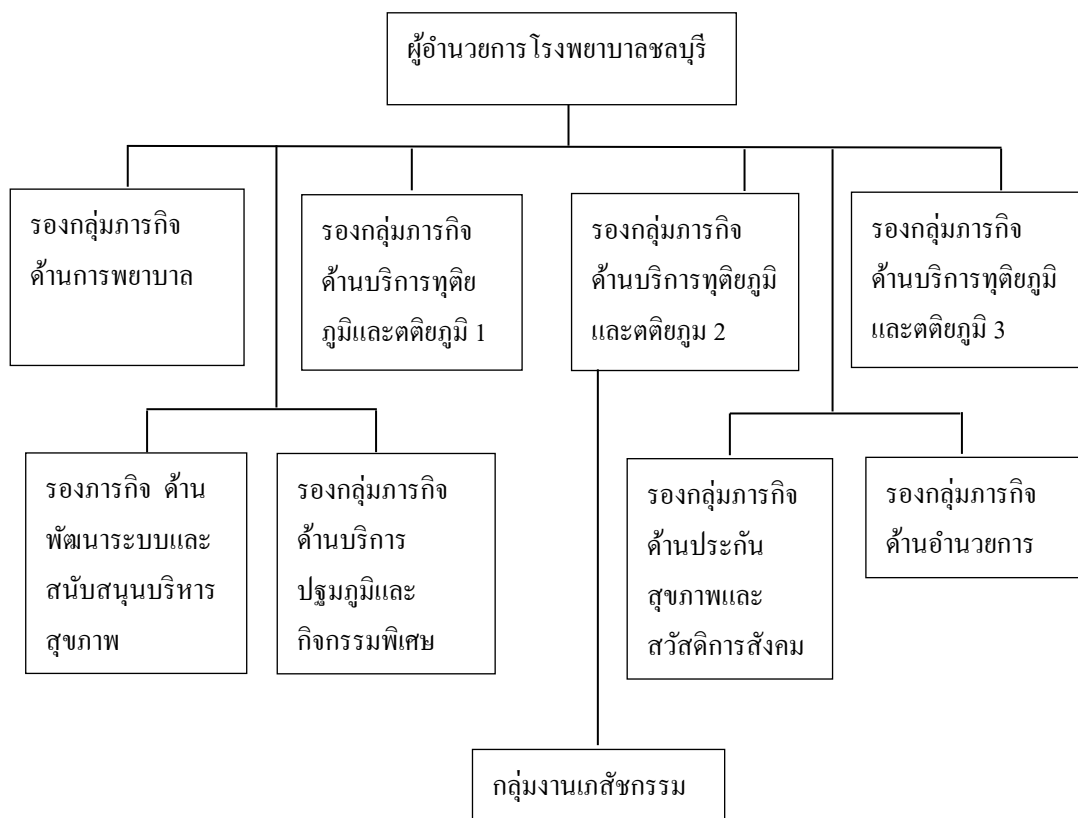 ผู้อำนวยการโรงพยาบาลชลบุรี
รองกลุ่มภารกิจ
ด้านการพยาบาล
รองกลุ่มภารกิจ
ด้านบริการทุติย
ภูมิและตติยภูมิ 1
รองกลุ่มภารกิจ
ด้านบริการทุติยภูมิ
และตติยภูม 2
รองกลุ่มภารกิจ
ด้านบริการทุติยภูมิ
และตติยภูมิ 3
รองภารกิจ ด้าน
พัฒนาระบบและ
สนับสนุนบริหาร
สุขภาพ
รองกลุ่มภารกิจ
ด้านบริการ
ปฐมภูมิและ
กิจกรรมพิเศษ
รองกลุ่มภารกิจ
ด้านประกัน
สุขภาพและ
สวัสดิการสังคม
รองกลุ่มภารกิจ
ด้านอำนวยการ
กลุ่มงานเภสัชกรรม